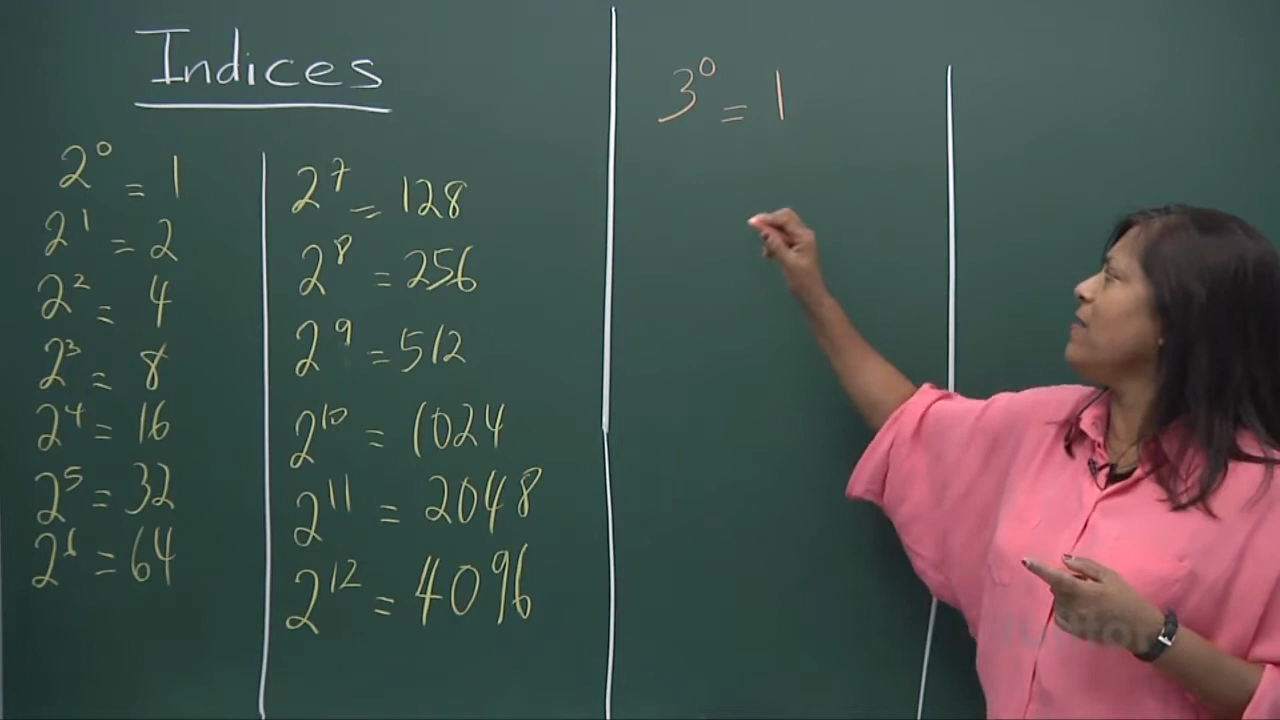 Indices
2⁰ = 1
2¹ = 2
2² = 4
2³ = 8
2⁴ = 16
2⁵ = 32
2⁶ = 64
2⁷ = 128
2⁸ = 256
2⁹ = 512
2¹⁰ = 1024
2¹¹ = 2048
2¹² = 4096
3⁰ = 1